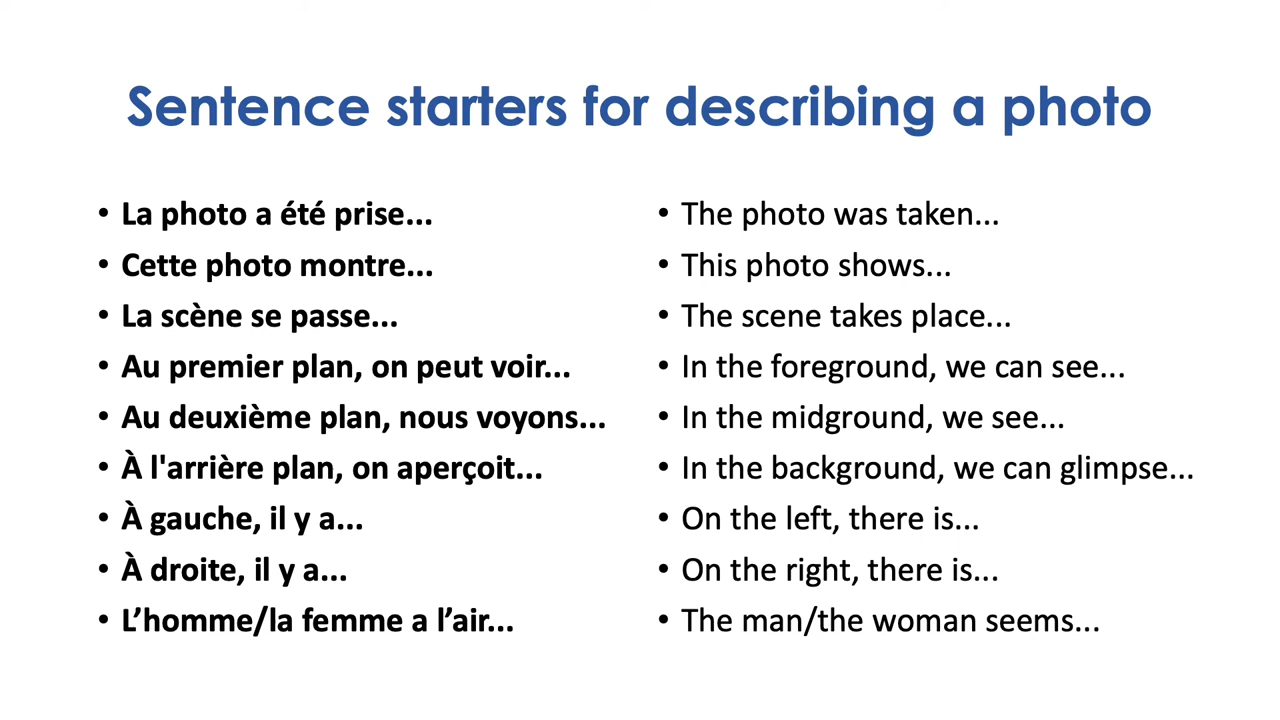 Sentence starters for describing a photo
• La photo a été prise...
• Cette photo montre...
• La scène se passe...
• Au premier plan, on peut voir...
• Au deuxième plan, nous voyons...
• À l'arrière plan, on aperçoit...
• À gauche, il y a...
• À droite, il y a...
• L’homme/la femme a l’air...
• The photo was taken...
• This photo shows...
• The scene takes place...
• In the foreground, we can see...
• In the midground, we see...
• In the background, we can glimpse...
• On the left, there is...
• On the right, there is...
• The man/the woman seems...